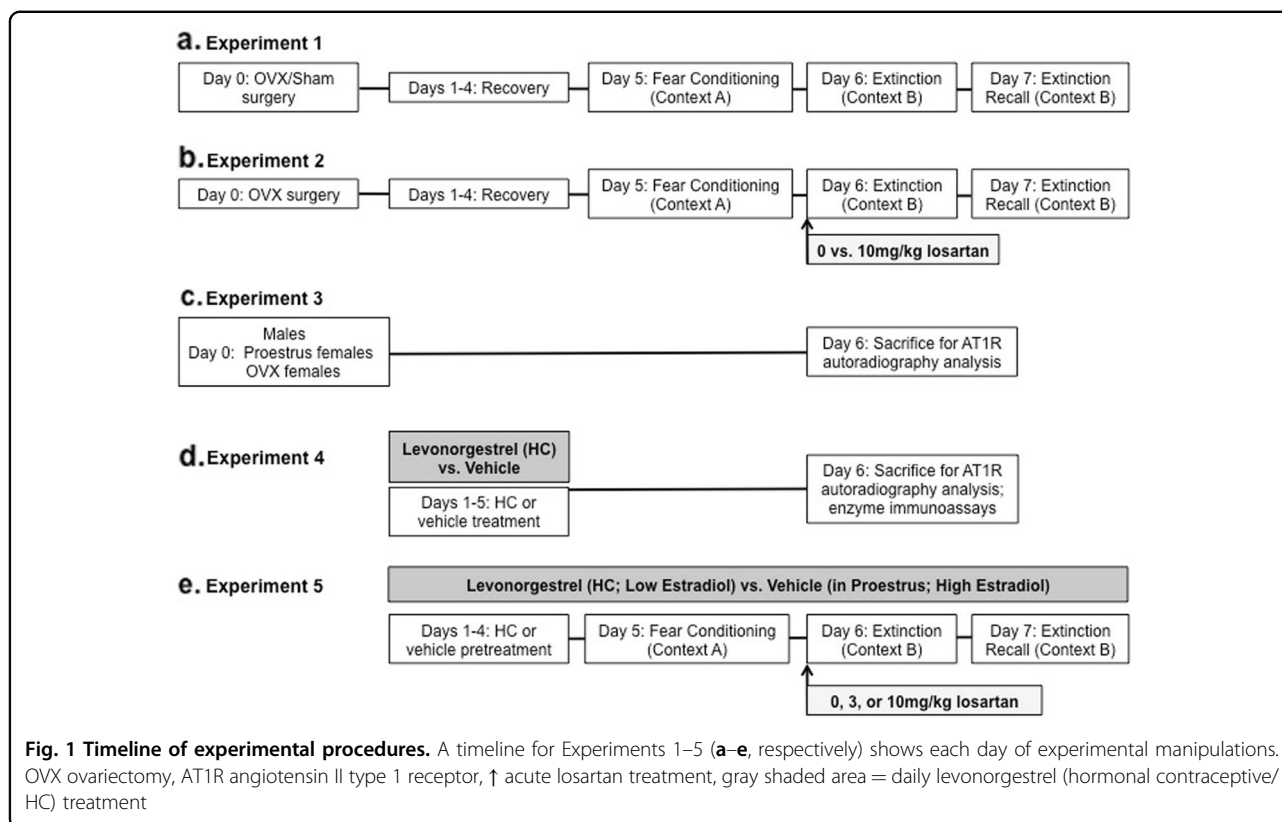 a. Experiment 1
Day 0: OVX/Sham
surgery
Days 1-4: Recovery
Day 5: Fear Conditioning
(Context A)
Day 6: Extinction
(Context B)
Day 7: Extinction
Recall (Context B)
b. Experiment 2
Day 0: OVX surgery
Days 1-4: Recovery
Day 5: Fear Conditioning
(Context A)
Day 6: Extinction
(Context B)
Day 7: Extinction
Recall (Context B)
0 vs. 10mg/kg losartan
c. Experiment 3
Males
Day 0: Proestrus females
OVX females
Day 6: Sacrifice for AT1R
autoradiography analysis
d. Experiment 4
Levonorgestrel (HC)
vs. Vehicle
Days 1-5: HC or
vehicle treatment
Day 6: Sacrifice for AT1R
autoradiography analysis;
enzyme immunoassays
e. Experiment 5
Levonorgestrel (HC; Low Estradiol) vs. Vehicle (in Proestrus; High Estradiol)
Days 1-4: HC or
vehicle pretreatment
Day 5: Fear Conditioning
(Context A)
Day 6: Extinction
(Context B)
Day 7: Extinction
Recall (Context B)
0, 3, or 10mg/kg losartan
Fig. 1 Timeline of experimental procedures. A timeline for Experiments 1–5 (a–e, respectively) shows each day of experimental manipulations.
OVX ovariectomy, AT1R angiotensin II type 1 receptor, ↑ acute losartan treatment, gray shaded area = daily levonorgestrel (hormonal contraceptive/
HC) treatment